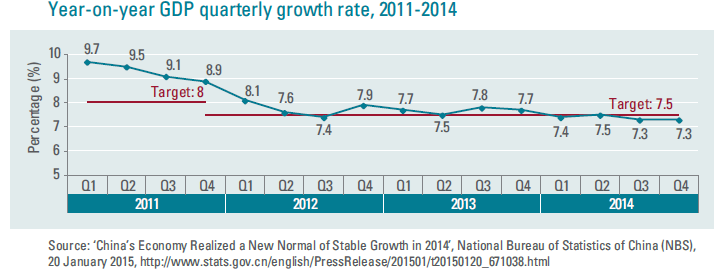 Year-on-year GDP quarterly growth rate, 2011-2014
Percentage (%)
10
9
8
7
6
5
9.7
9.5
9.1
8.9
8.1
7.6
7.4
7.9
7.7
7.5
7.8
7.7
7.4
7.5
7.3
7.3
Target: 8
Target: 7.5
Q1 Q2 Q3 Q4 Q1 Q2 Q3 Q4 Q1 Q2 Q3 Q4 Q1 Q2 Q3 Q4
2011 2012 2013 2014
Source: ‘China’s Economy Realized a New Normal of Stable Growth in 2014’, National Bureau of Statistics of China (NBS),
20 January 2015, http://www.stats.gov.cn/english/PressRelease/201501/t20150120_671038.html